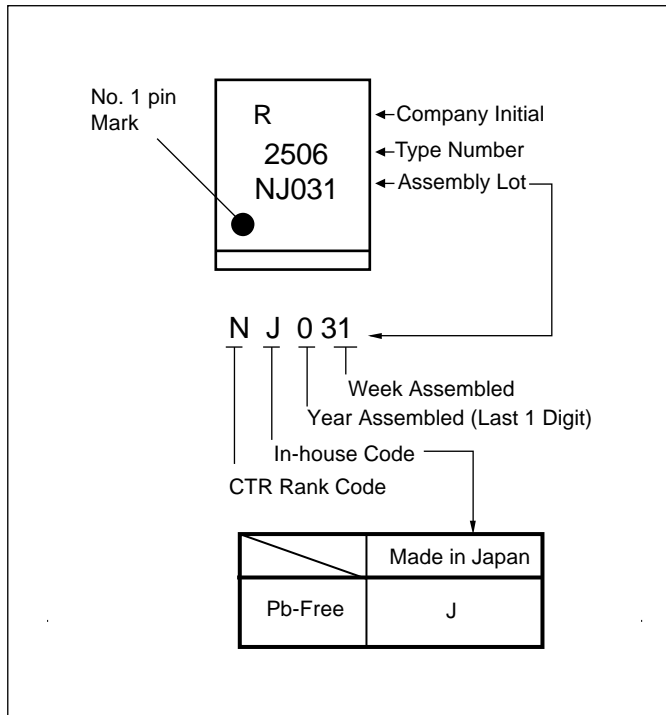 No. 1 pin
Mark
R
2506
NJ031
Company Initial
Type Number
Assembly Lot
N J 0 31
Week Assembled
Year Assembled (Last 1 Digit)
In-house Code
CTR Rank Code
Made in Japan
Pb-Free J